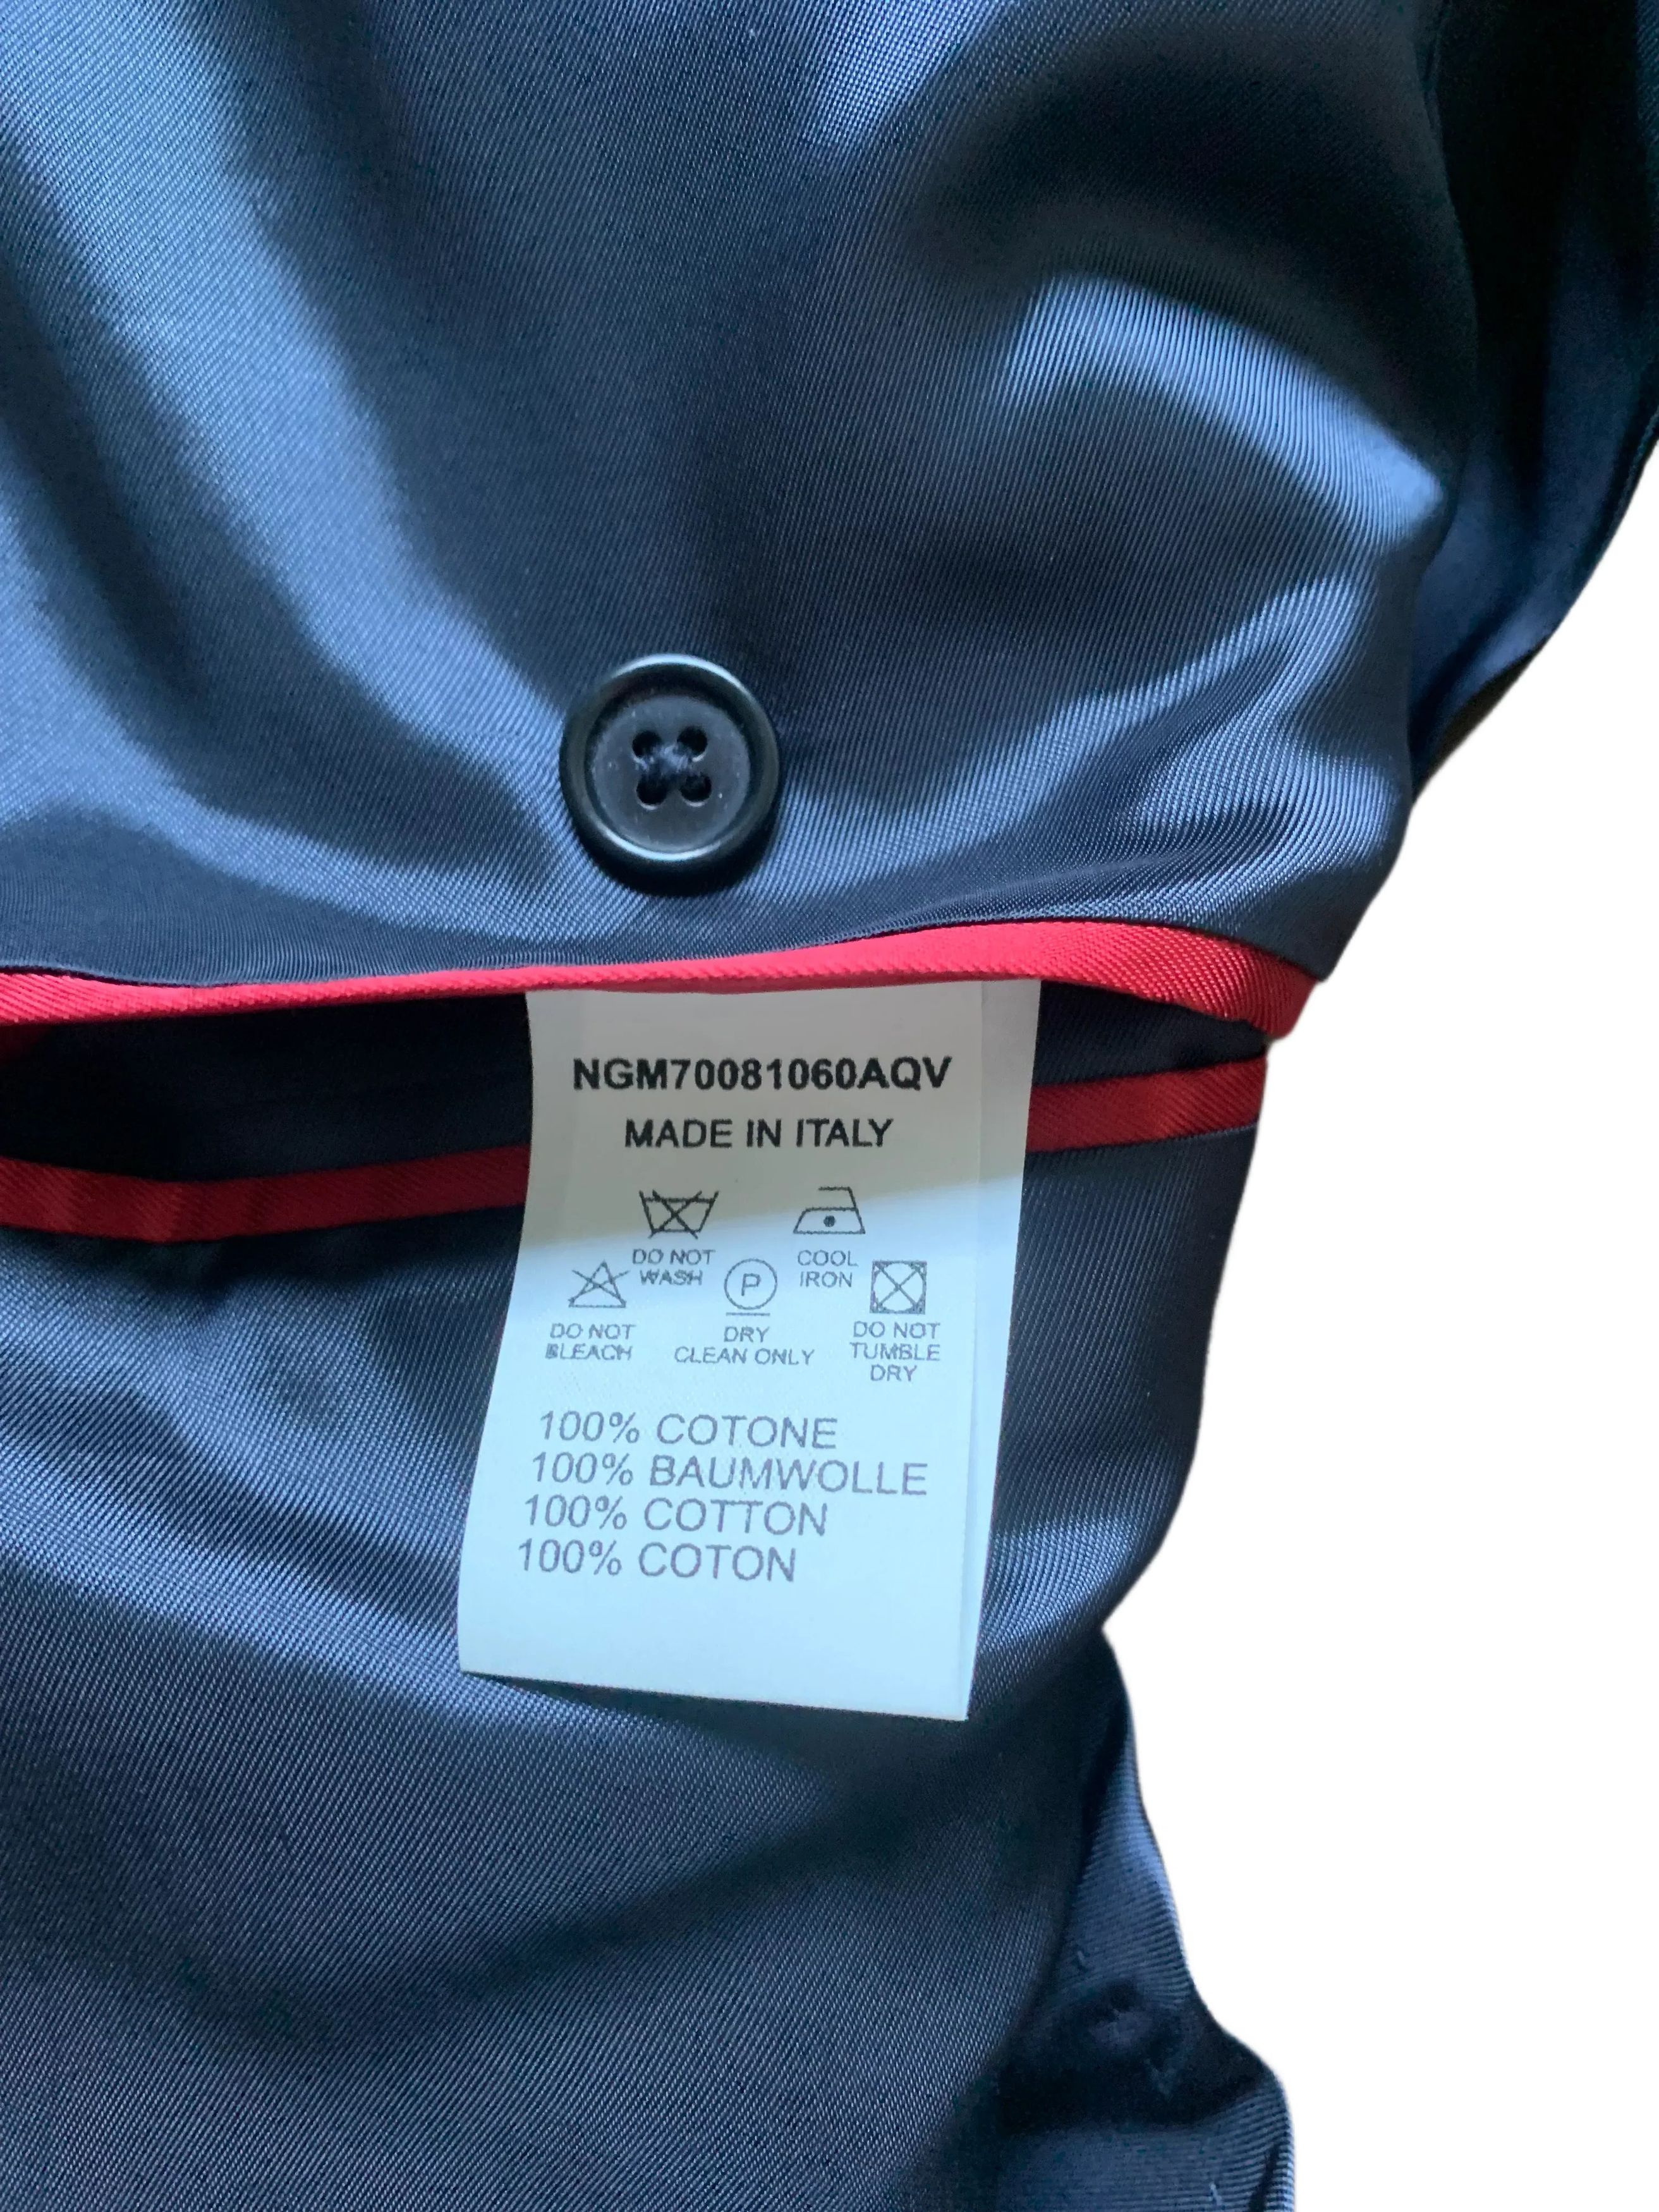 NGM70081060AQV
MADE IN ITALY
DO NOT
WASH
COOL
IRON
P
DO NOT
BLEACH
DRY
CLEAN ONLY
DO NOT
TUMBLE
DRY
100% COTONE
100% BAUMWOLLE
100% COTTON
100% COTON